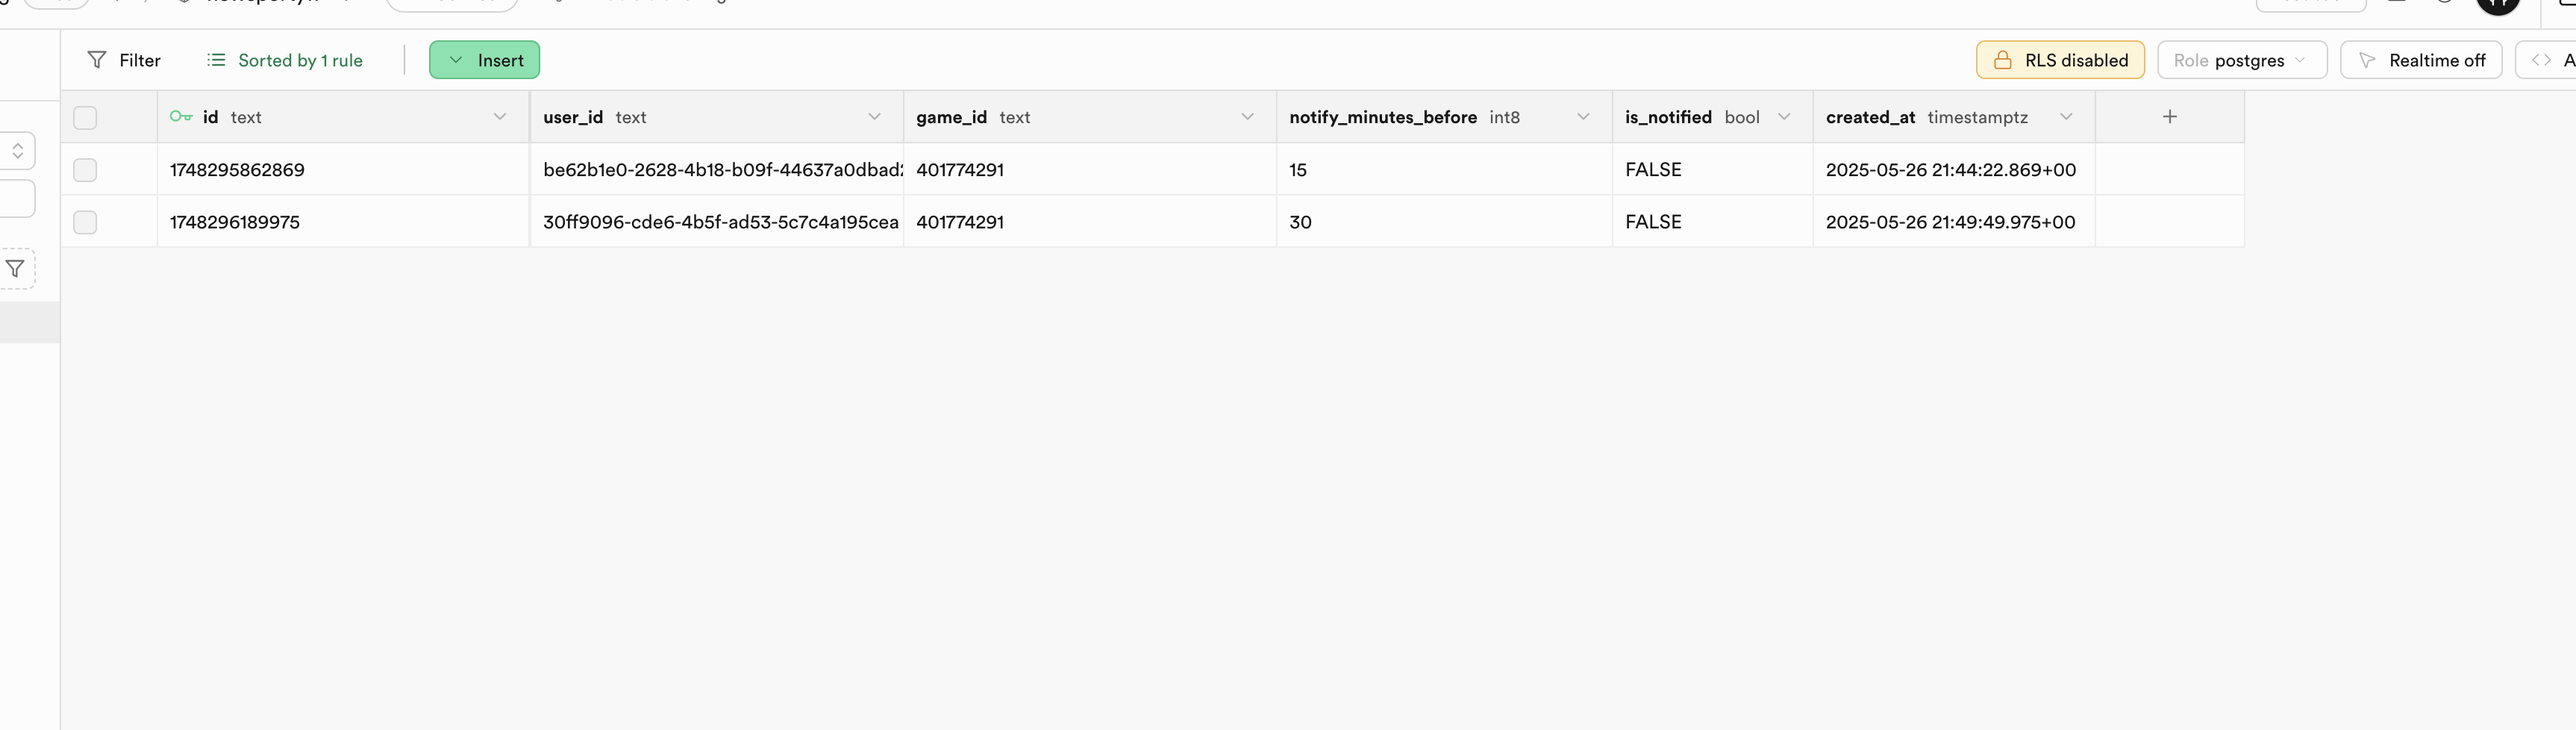 Filter Sorted by 1 rule Insert RLS disabled Role postgres Realtime off
id text user_id text game_id text notify_minutes_before int8 is_notified bool created_at timestamptz
1748295862869 be62b1e0-2628-4b18-b09f-44637a0dbad 401774291 15 FALSE 2025-05-26 21:44:22.869+00
1748296189975 30ff9096-cde6-4b5f-ad53-5c7c4a195cea 401774291 30 FALSE 2025-05-26 21:49:49.975+00